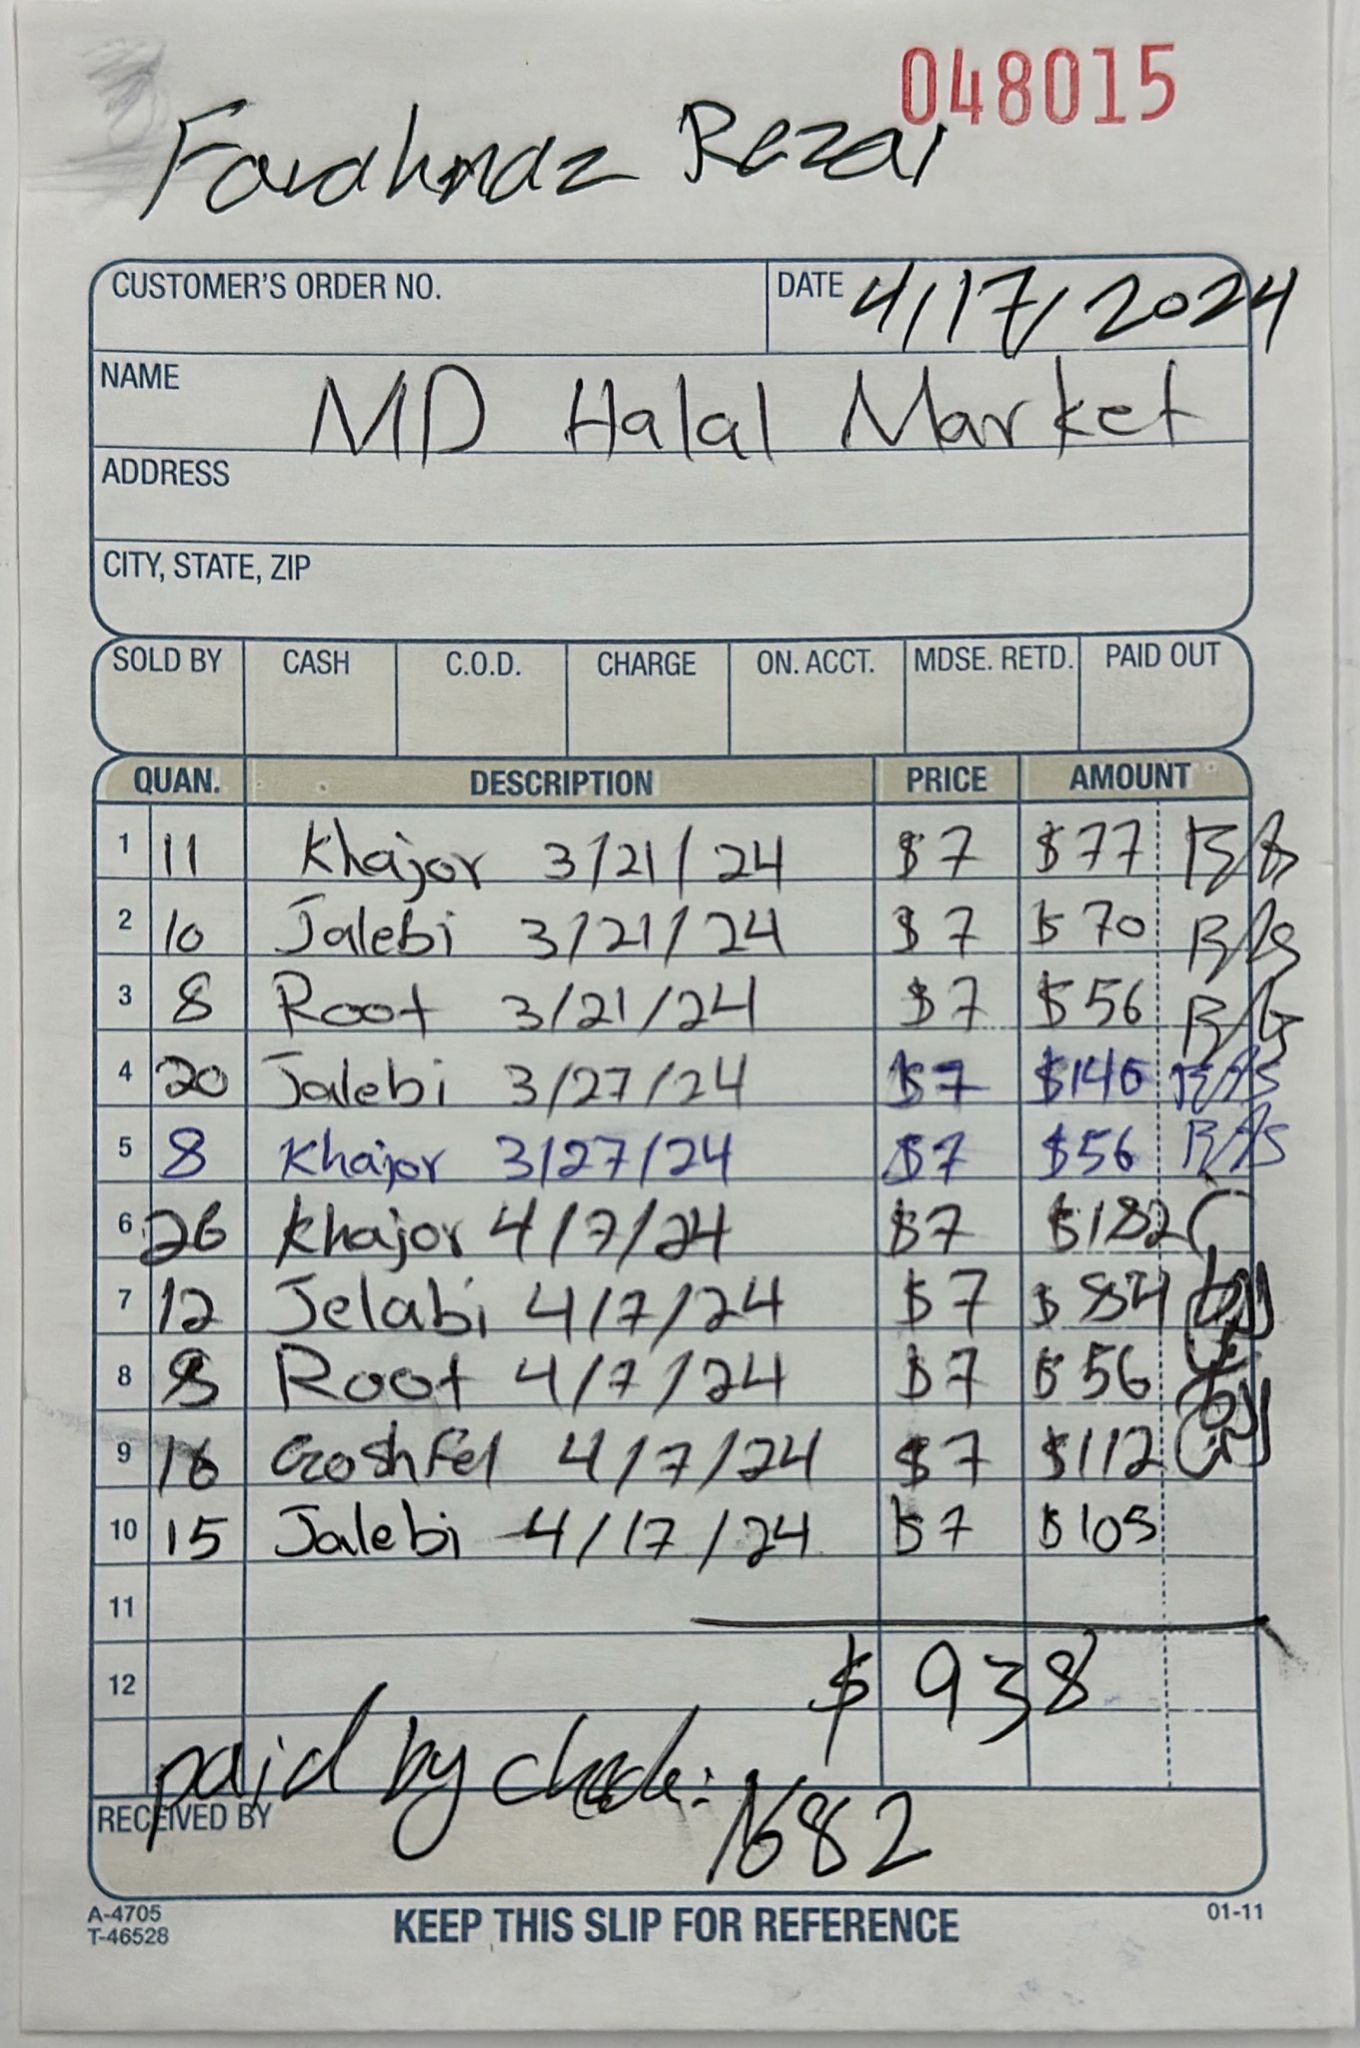 048015
Farahnaz Rezai
CUSTOMER'S ORDER NO. DATE 4/17/2024
NAME MD Halal Market
ADDRESS
CITY, STATE, ZIP
SOLD BY CASH C.O.D. CHARGE ON. ACCT. MDSE. RETD. PAID OUT
QUAN. DESCRIPTION PRICE AMOUNT
1 11 Khajor 3/21/24 $7 $77
2 10 Jalebi 3/21/24 $7 $70
3 8 Root 3/21/24 $7 $56
4 20 Jalebi 3/27/24 $7 $140
5 8 Khajor 3/27/24 $7 $56
6 26 Khajor 4/7/24 $7 $182
7 12 Jelabi 4/7/24 $7 $84
8 8 Root 4/7/24 $7 $56
9 16 GoshFel 4/7/24 $7 $112
10 15 Jalebi 4/17/24 $7 $105
11
12 $938
paid by check: 1682
RECEIVED BY
A-4705
T-46528
KEEP THIS SLIP FOR REFERENCE
01-11